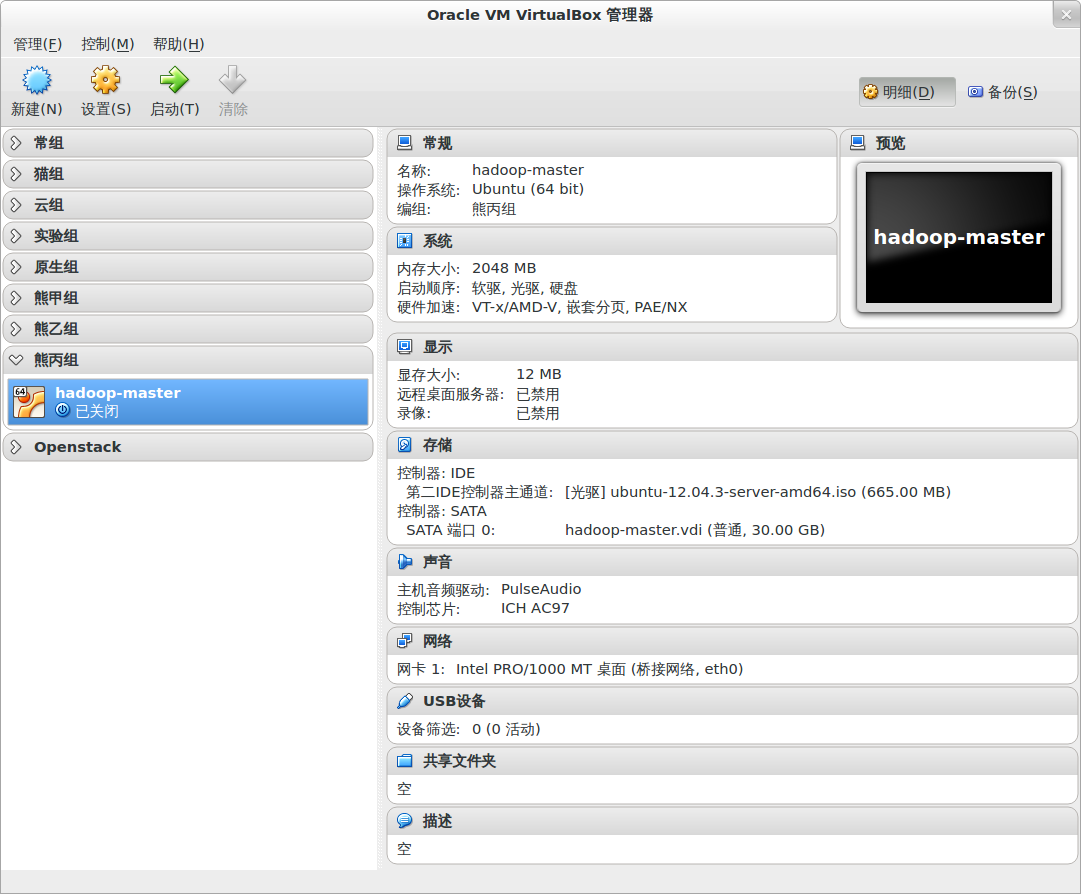 Oracle VM VirtualBox 管理器
管理(F) 控制(M) 帮助(H)
新建(N) 设置(S) 启动(T) 清除 明细(D) 备份(S)
常组
猫组
云组
实验组
原生组
熊甲组
熊乙组
熊丙组
64
hadoop-master
已关闭
Openstack
常规
名称: hadoop-master
操作系统: Ubuntu (64 bit)
编组: 熊丙组
系统
内存大小: 2048 MB
启动顺序: 软驱, 光驱, 硬盘
硬件加速: VT-x/AMD-V, 嵌套分页, PAE/NX
预览
hadoop-master
显示
显存大小: 12 MB
远程桌面服务器: 已禁用
录像: 已禁用
存储
控制器: IDE
第二IDE控制器主通道: [光驱] ubuntu-12.04.3-server-amd64.iso (665.00 MB)
控制器: SATA
SATA 端口 0: hadoop-master.vdi (普通, 30.00 GB)
声音
主机音频驱动: PulseAudio
控制芯片: ICH AC97
网络
网卡 1: Intel PRO/1000 MT 桌面 (桥接网络, eth0)
USB设备
设备筛选: 0 (0 活动)
共享文件夹
空
描述
空